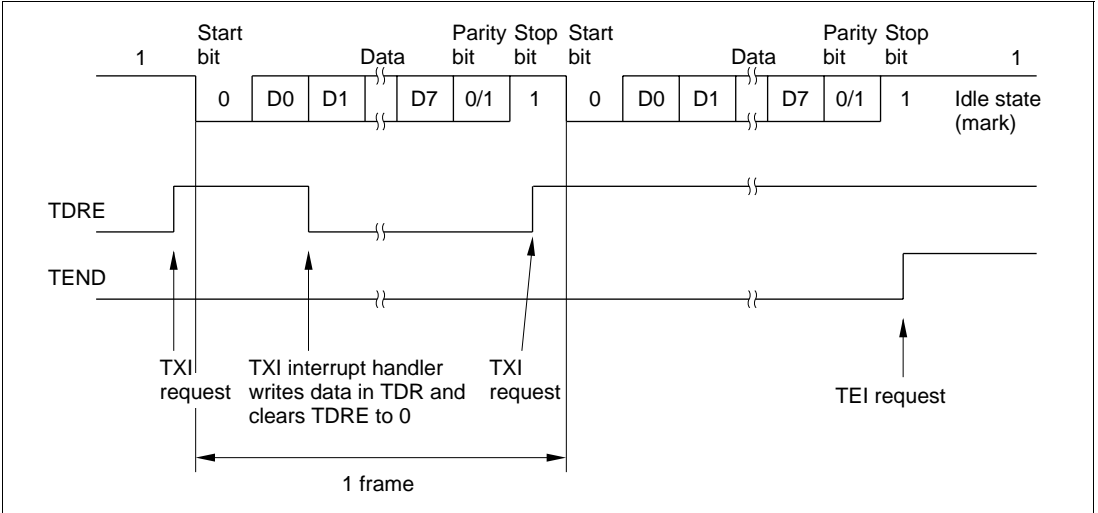 Start Parity Stop Start Parity Stop
1 bit Data bit bit bit Data bit bit 1
0 D0 D1 D7 0/1 1 0 D0 D1 D7 0/1 1 Idle state
(mark)
TDRE
TEND
TXI
request
TXI interrupt handler
writes data in TDR and
clears TDRE to 0
TXI
request
TEI request
1 frame